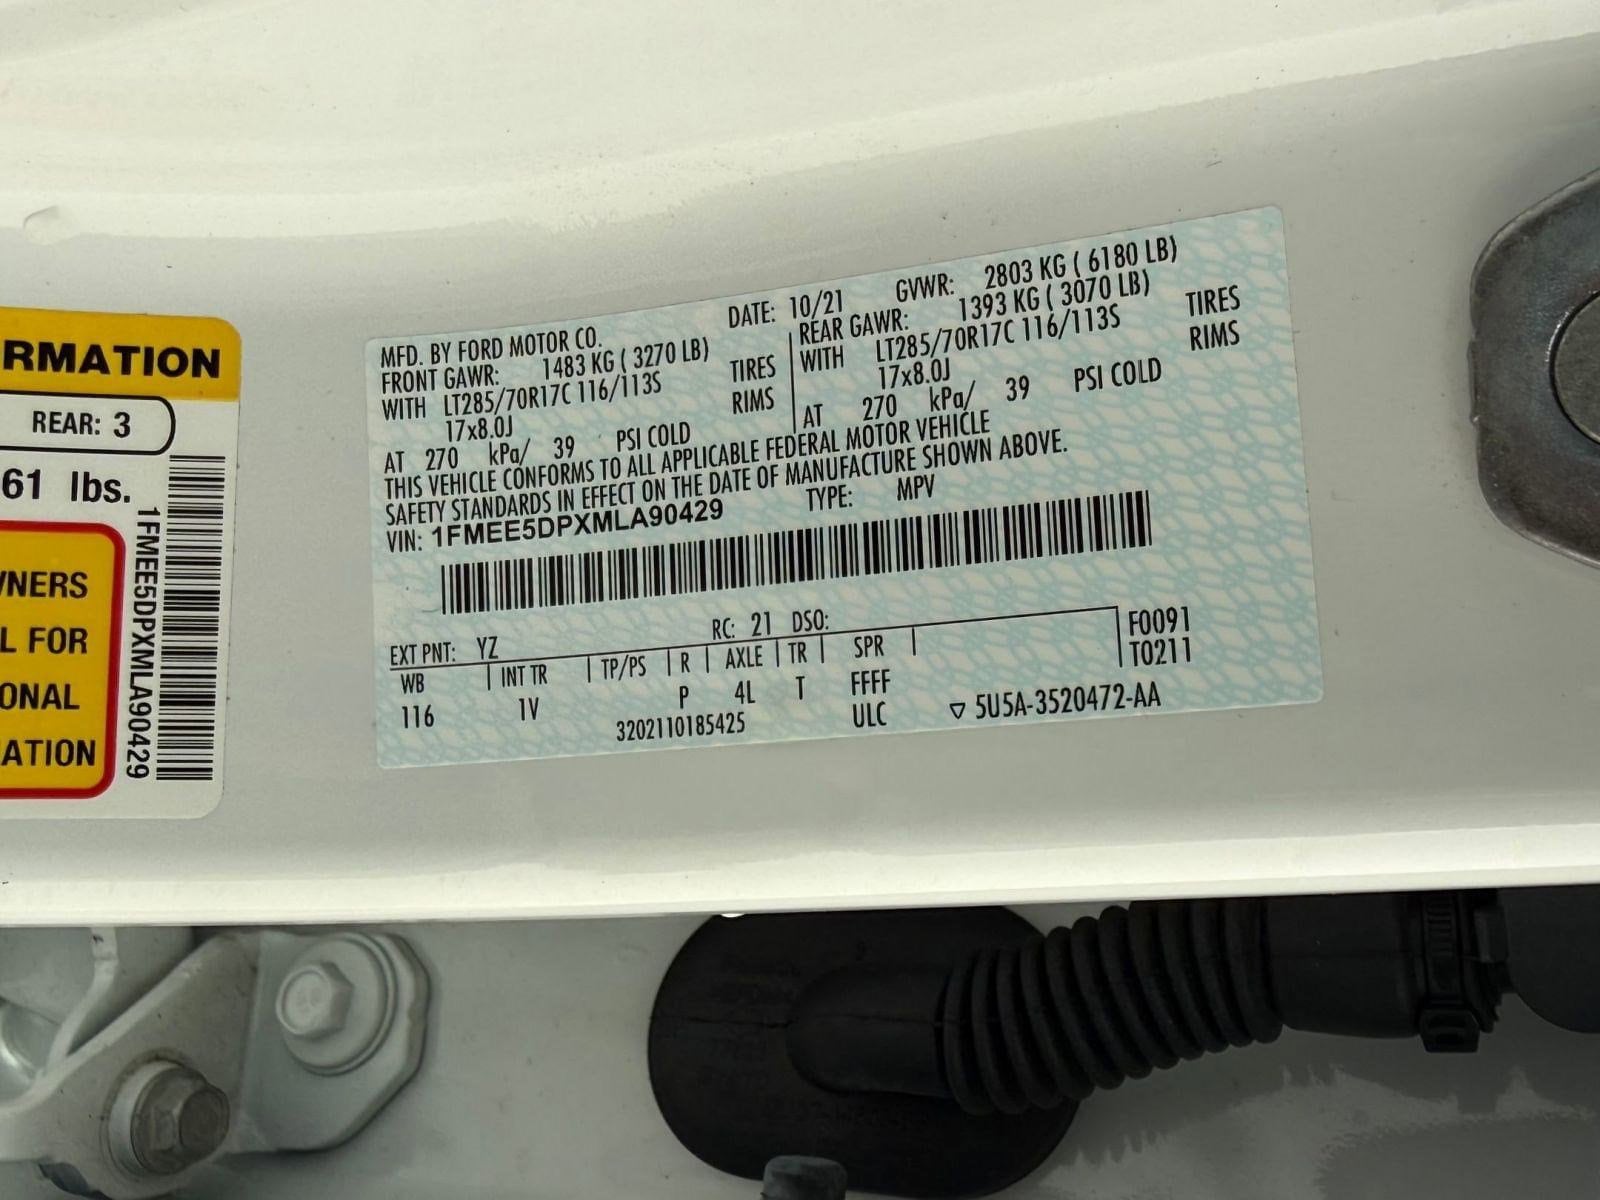 RMATION
REAR: 3
61 lbs.
WNERS
L FOR
ONAL
ATION
1FMEE5DPXMLA90429
MFD. BY FORD MOTOR CO.
DATE: 10/21 GVWR: 2803 KG ( 6180 LB)
FRONT GAWR: 1483 KG ( 3270 LB)
WITH LT285/70R17C 116/113S TIRES
17x8.0J RIMS
AT 270 kPa/ 39 PSI COLD
REAR GAWR: 1393 KG ( 3070 LB)
WITH LT285/70R17C 116/113S TIRES
17x8.0J RIMS
AT 270 kPa/ 39 PSI COLD
THIS VEHICLE CONFORMS TO ALL APPLICABLE FEDERAL MOTOR VEHICLE
SAFETY STANDARDS IN EFFECT ON THE DATE OF MANUFACTURE SHOWN ABOVE.
VIN: 1FMEE5DPXMLA90429 TYPE: MPV
EXT PNT: YZ RC: 21 DSO:
WB INT TR TP/PS R AXLE TR SPR
116 1V P 4L T FFFF
F0091
T0211
3202110185425 ULC ▽ 5U5A-3520472-AA